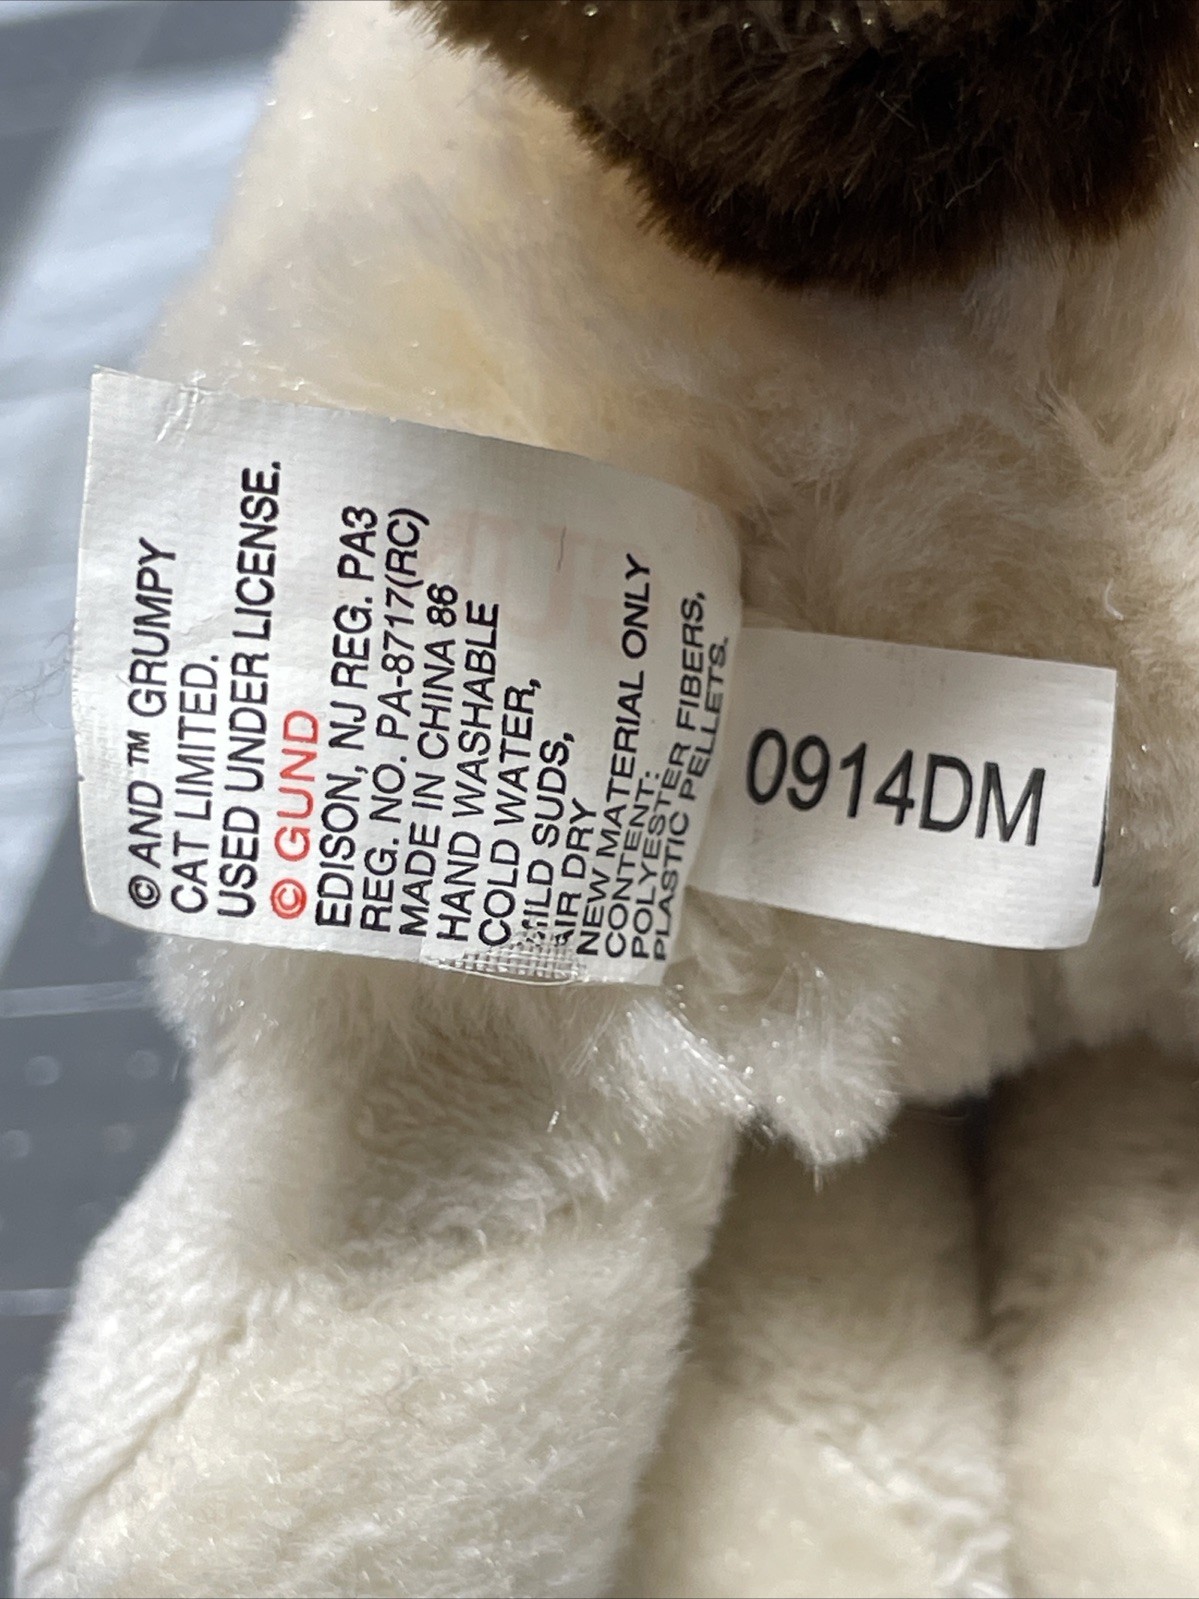 © AND ™ GRUMPY
CAT LIMITED.
USED UNDER LICENSE.
© GUND
EDISON, NJ REG. PA3
REG. NO. PA-8717(RC)
MADE IN CHINA 86
HAND WASHABLE
COLD WATER,
MILD SUDS,
AIR DRY
NEW MATERIAL ONLY
CONTENT:
POLYESTER FIBERS,
PLASTIC PELLETS.
0914DM